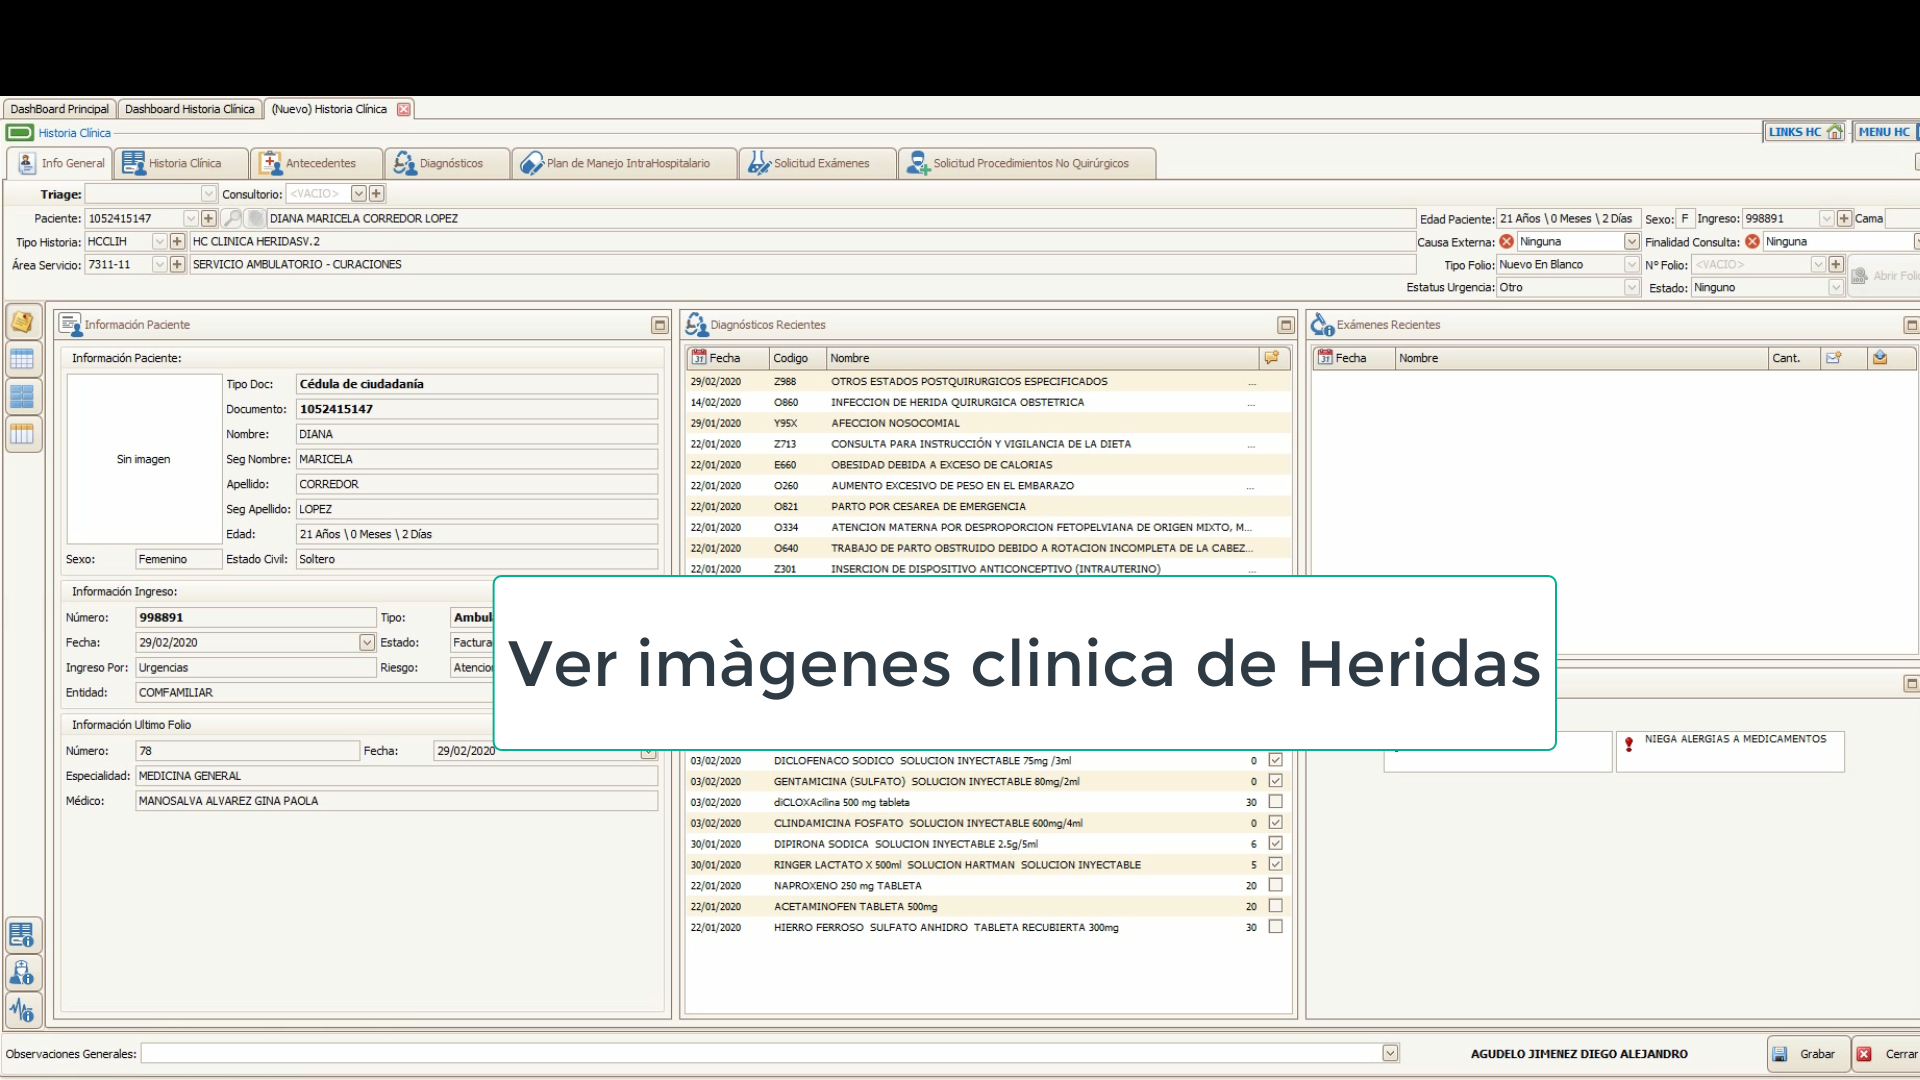 DashBoard Principal
Dashboard Historia Clínica
(Nuevo) Historia Clínica
Historia Clínica
LINKS HC
MENU HC
Info General
Historia Clínica
Antecedentes
Diagnósticos
Plan de Manejo IntraHospitalario
Solicitud Exámenes
Solicitud Procedimientos No Quirúrgicos
Triage:
Consultorio: <VACIO>
Paciente: 1052415147 DIANA MARICELA CORREDOR LOPEZ
Edad Paciente: 21 Años \ 0 Meses \ 2 Días Sexo: F Ingreso: 998891 Cama
Tipo Historia: HCCLIH HC CLINICA HERIDASV.2
Causa Externa: Ninguna Finalidad Consulta: Ninguna
Área Servicio: 7311-11 SERVICIO AMBULATORIO - CURACIONES
Tipo Folio: Nuevo En Blanco Nº Folio: <VACIO> Abrir Foli
Estatus Urgencia: Otro Estado: Ninguno
Información Paciente
Información Paciente:
Sin imagen
Tipo Doc: Cédula de ciudadanía
Documento: 1052415147
Nombre: DIANA
Seg Nombre: MARICELA
Apellido: CORREDOR
Seg Apellido: LOPEZ
Edad: 21 Años \ 0 Meses \ 2 Días
Sexo: Femenino Estado Civil: Soltero
Información Ingreso:
Número: 998891 Tipo: Ambul
Fecha: 29/02/2020 Estado: Factura
Ingreso Por: Urgencias Riesgo: Atencio
Entidad: COMFAMILIAR
Información Ultimo Folio
Número: 78 Fecha: 29/02/2020
Especialidad: MEDICINA GENERAL
Médico: MANOSALVA ALVAREZ GINA PAOLA
Diagnósticos Recientes
Fecha Codigo Nombre
29/02/2020 Z988 OTROS ESTADOS POSTQUIRURGICOS ESPECIFICADOS ...
14/02/2020 O860 INFECCION DE HERIDA QUIRURGICA OBSTETRICA ...
29/01/2020 Y95X AFECCION NOSOCOMIAL
22/01/2020 Z713 CONSULTA PARA INSTRUCCIÓN Y VIGILANCIA DE LA DIETA ...
22/01/2020 E660 OBESIDAD DEBIDA A EXCESO DE CALORIAS
22/01/2020 O260 AUMENTO EXCESIVO DE PESO EN EL EMBARAZO ...
22/01/2020 O821 PARTO POR CESAREA DE EMERGENCIA
22/01/2020 O334 ATENCION MATERNA POR DESPROPORCION FETOPELVIANA DE ORIGEN MIXTO, M...
22/01/2020 O640 TRABAJO DE PARTO OBSTRUIDO DEBIDO A ROTACION INCOMPLETA DE LA CABEZ...
22/01/2020 Z301 INSERCION DE DISPOSITIVO ANTICONCEPTIVO (INTRAUTERINO) ...
Ver imàgenes clinica de Heridas
03/02/2020 DICLOFENACO SODICO SOLUCION INYECTABLE 75mg /3ml 0
03/02/2020 GENTAMICINA (SULFATO) SOLUCION INYECTABLE 80mg/2ml 0
03/02/2020 diCLOXAcilina 500 mg tableta 30
03/02/2020 CLINDAMICINA FOSFATO SOLUCION INYECTABLE 600mg/4ml 0
30/01/2020 DIPIRONA SODICA SOLUCION INYECTABLE 2.5g/5ml 6
30/01/2020 RINGER LACTATO X 500ml SOLUCION HARTMAN SOLUCION INYECTABLE 5
22/01/2020 NAPROXENO 250 mg TABLETA 20
22/01/2020 ACETAMINOFEN TABLETA 500mg 20
22/01/2020 HIERRO FERROSO SULFATO ANHIDRO TABLETA RECUBIERTA 300mg 30
Exámenes Recientes
Fecha Nombre Cant.
NIEGA ALERGIAS A MEDICAMENTOS
Observaciones Generales:
AGUDELO JIMENEZ DIEGO ALEJANDRO
Grabar
Cerrar